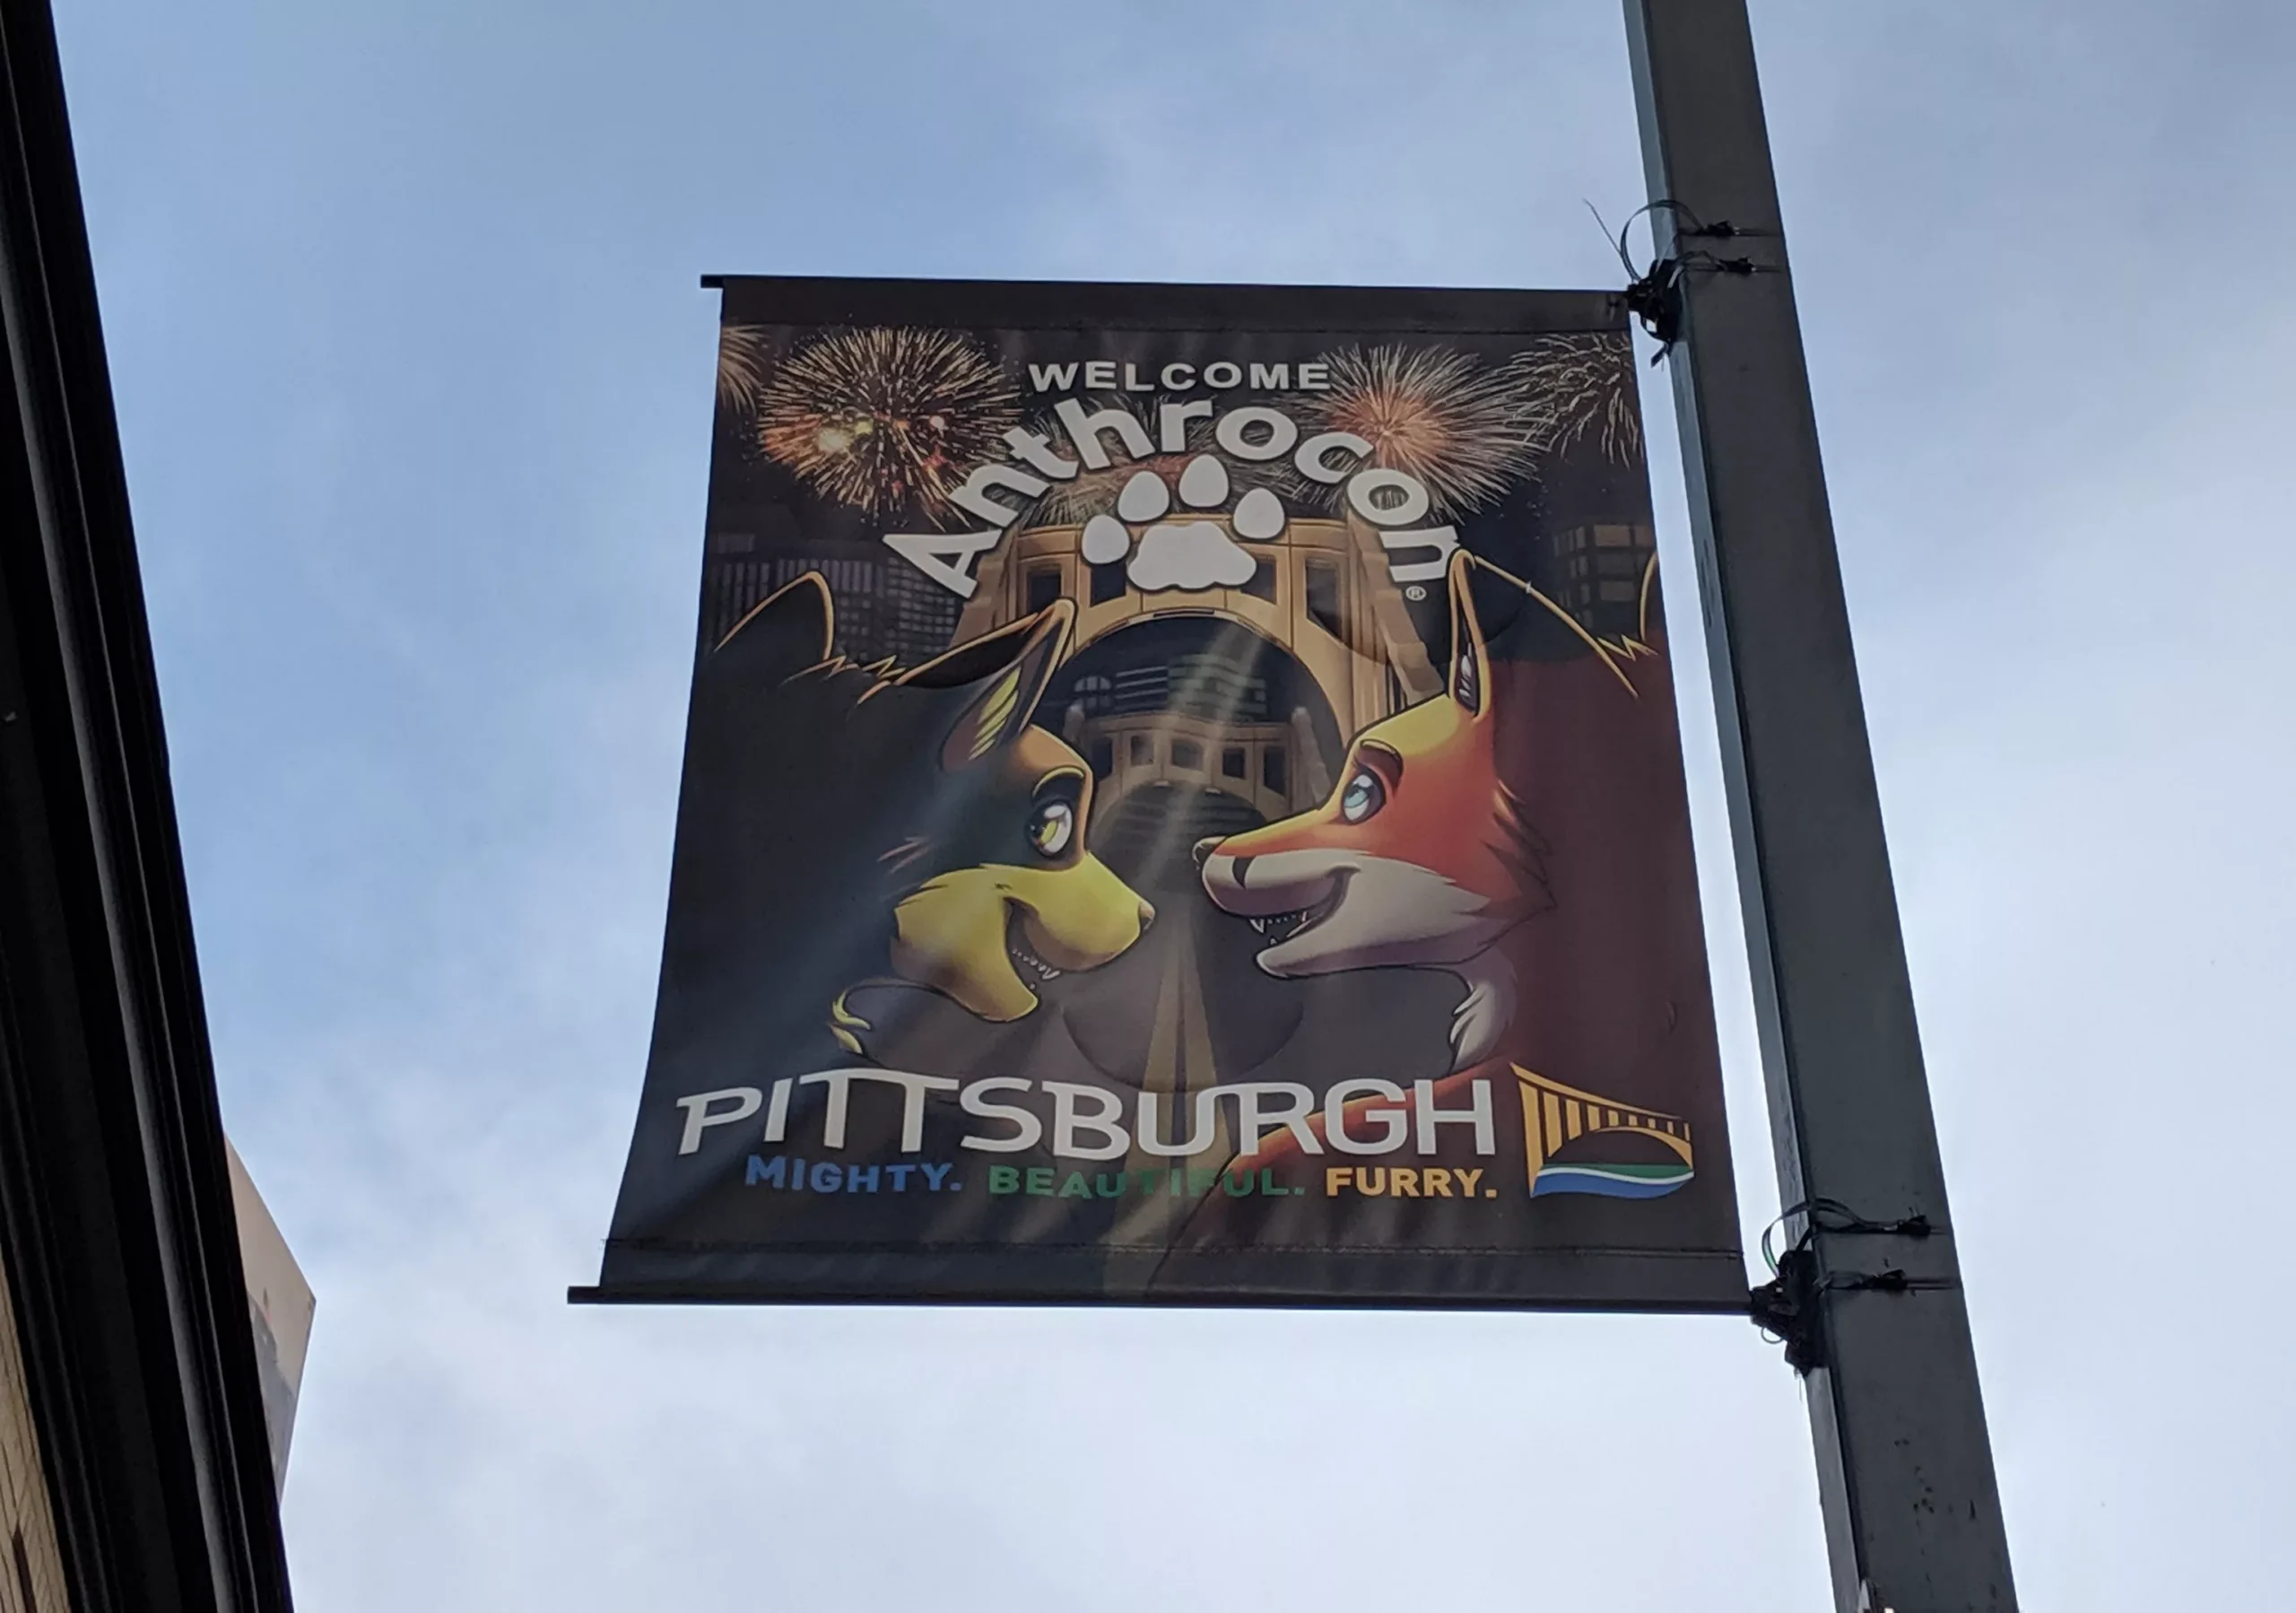 WELCOME
Anthrocon®
PITTSBURGH
MIGHTY. BEAUTIFUL. FURRY.